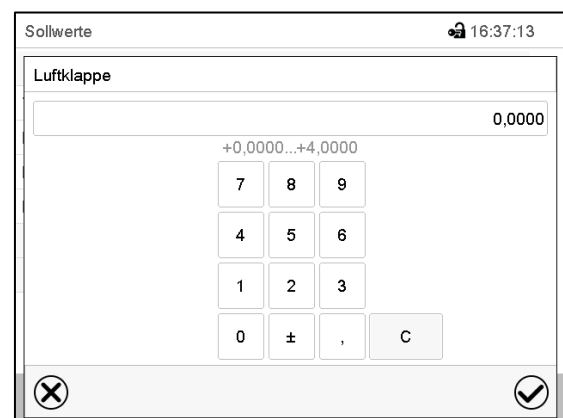 Sollwerte 16:37:13
Luftklappe
0,0000
+0,0000...+4,0000
7 8 9
4 5 6
1 2 3
0 ± , C